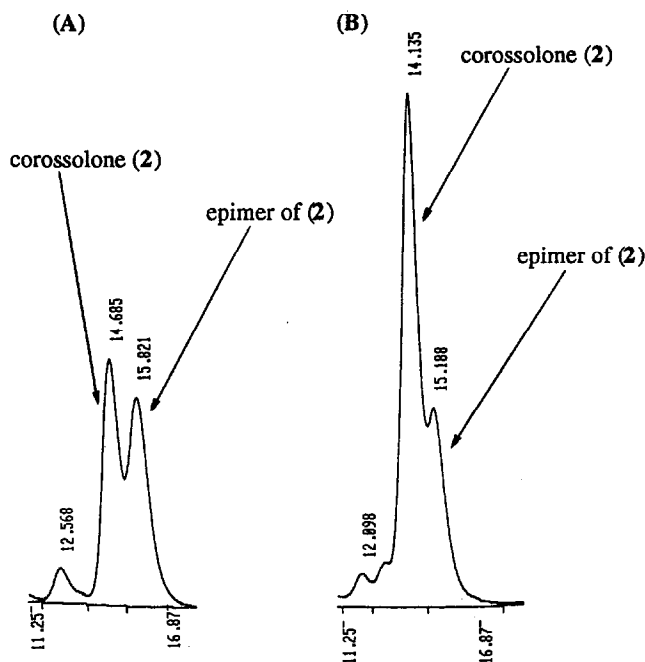 (A)
(B)
corossolone (2)
epimer of (2)
12.568
14.685
15.821
11.25
16.87
corossolone (2)
epimer of (2)
12.098
14.135
15.188
11.25
16.87